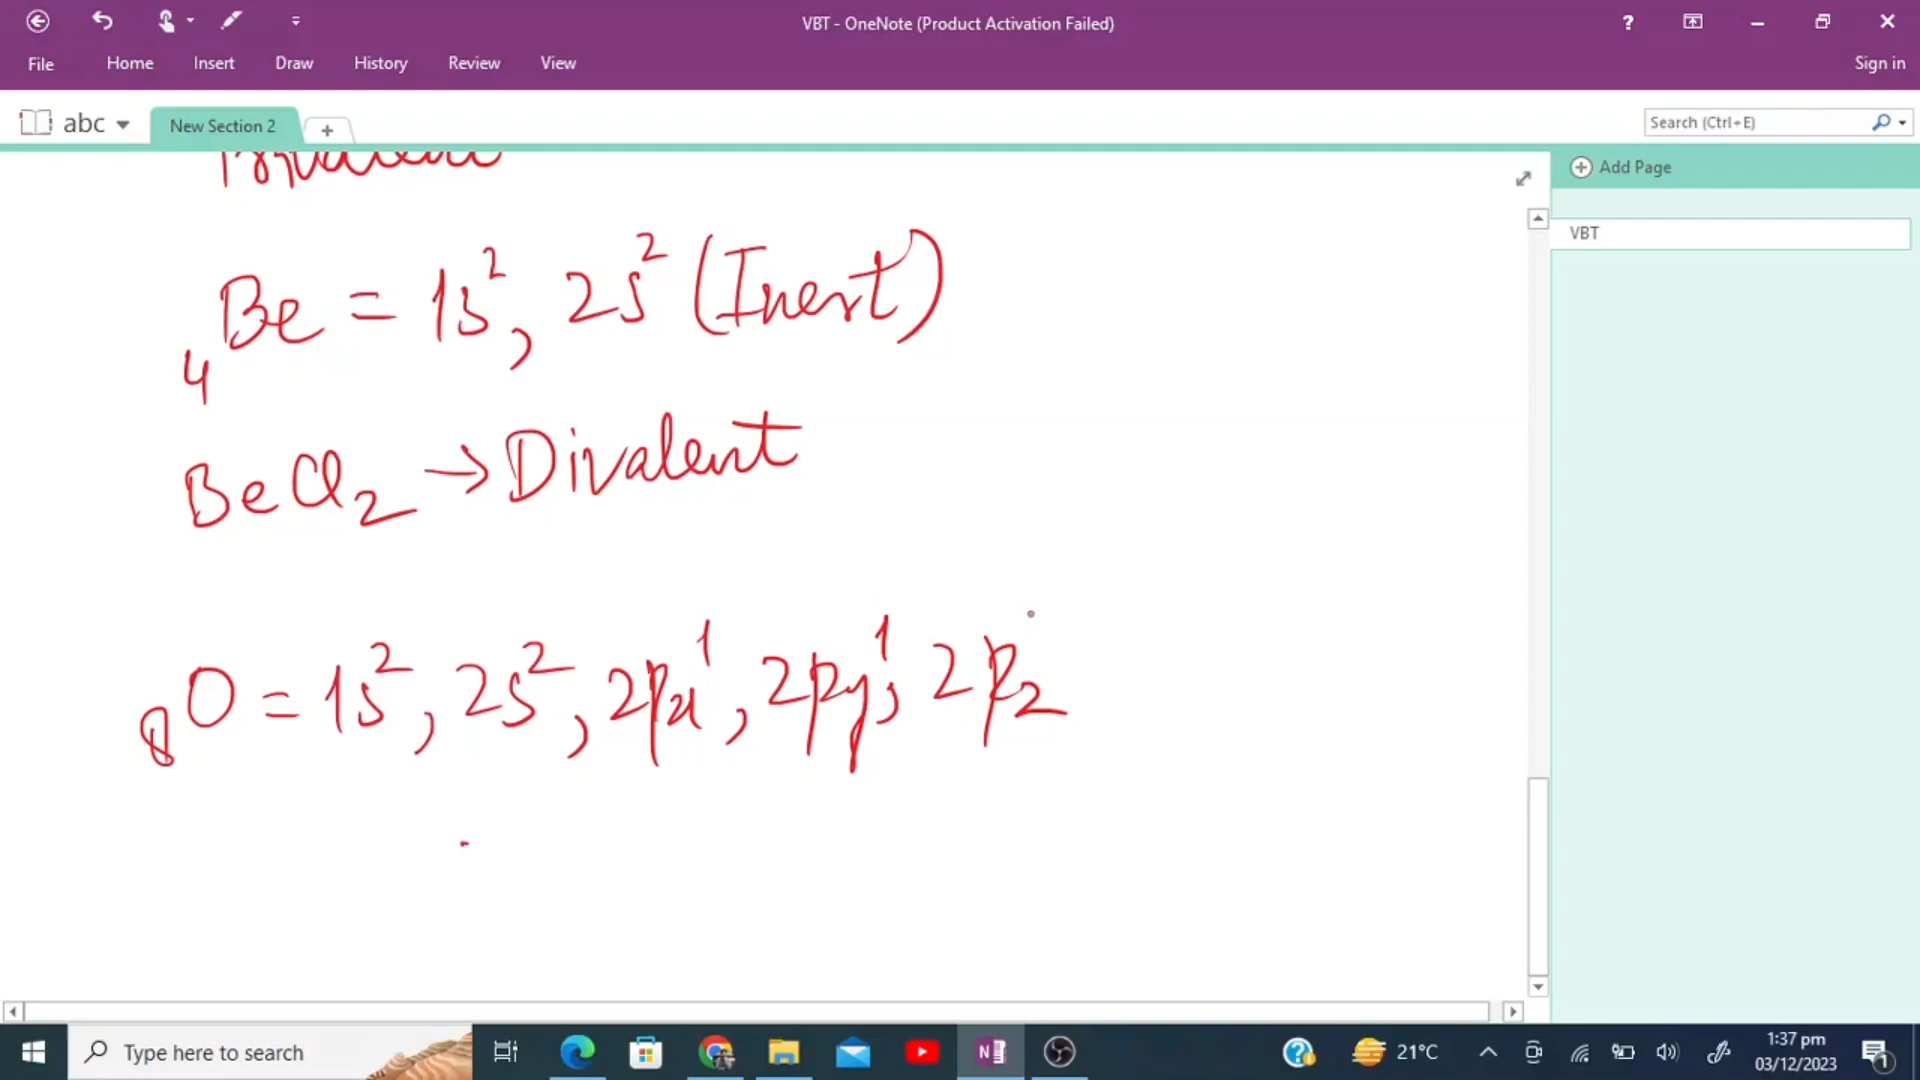 VBT - OneNote (Product Activation Failed)
?
File Home Insert Draw History Review View
Sign in
abc New Section 2 +
Search (Ctrl+E)
Add Page
VBT
₄Be = 1s², 2s² (Inert)
BeCl₂ → Divalent
₈O = 1s², 2s², 2px¹, 2py¹, 2pz
Type here to search
21°C
1:37 pm
03/12/2023
1